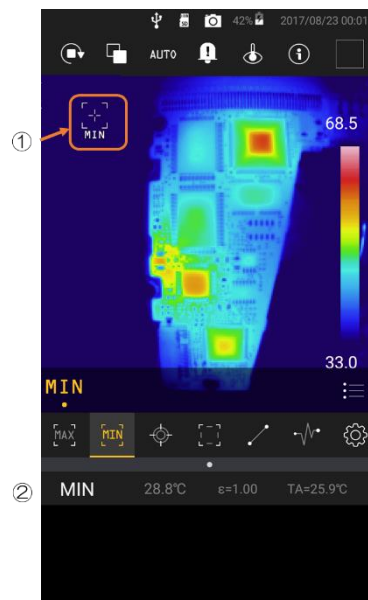 42% 2017/08/23 00:01
AUTO
①
MIN
68.5
33.0
MIN
MAX MIN
② MIN 28.8℃ ε=1.00 TA=25.9℃